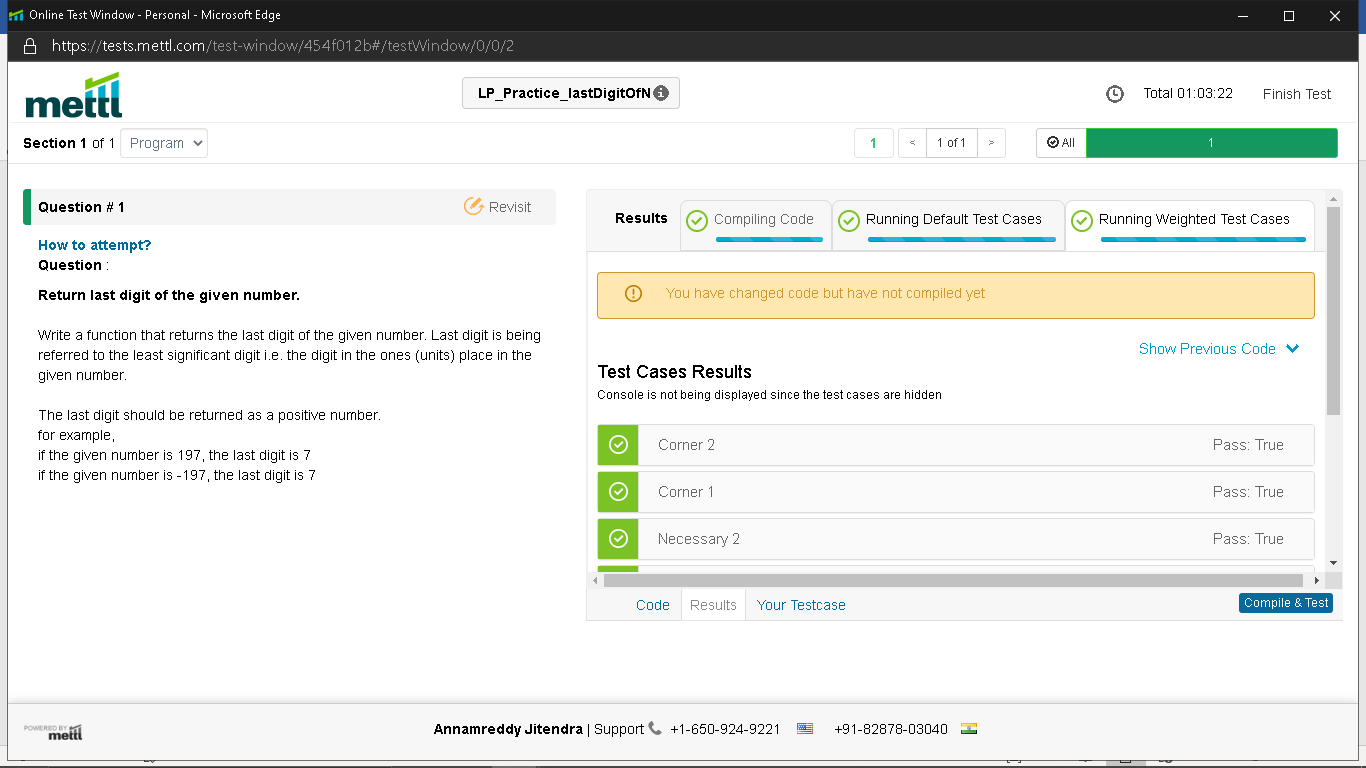 Online Test Window - Personal - Microsoft Edge
https://tests.mettl.com/test-window/454f012b#/testWindow/0/0/2
mettl
LP_Practice_lastDigitOfN
Total 01:03:22
Finish Test
Section 1 of 1
Program
1
<
1 of 1
>
All
1
Question # 1
Revisit
How to attempt?
Question :
Return last digit of the given number.
Write a function that returns the last digit of the given number. Last digit is being
referred to the least significant digit i.e. the digit in the ones (units) place in the
given number.
The last digit should be returned as a positive number.
for example,
if the given number is 197, the last digit is 7
if the given number is -197, the last digit is 7
Results
Compiling Code
Running Default Test Cases
Running Weighted Test Cases
You have changed code but have not compiled yet
Show Previous Code
Test Cases Results
Console is not being displayed since the test cases are hidden
Corner 2
Pass: True
Corner 1
Pass: True
Necessary 2
Pass: True
Code
Results
Your Testcase
Compile & Test
POWERED BY
mettl
Annamreddy Jitendra | Support +1-650-924-9221 +91-82878-03040